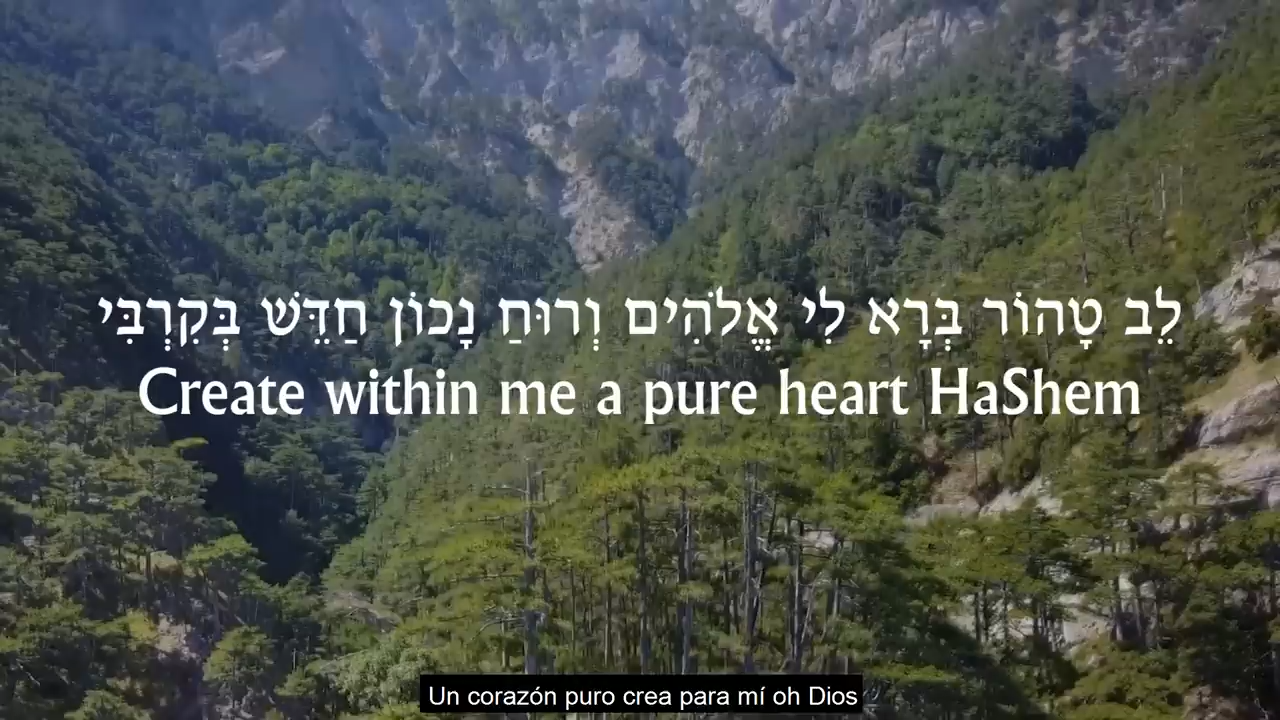 לֵב טָהוֹר בְּרָא לִי אֱלֹהִים וְרוּחַ נָכוֹן חַדֵּשׁ בְּקִרְבִּי
Create within me a pure heart HaShem
Un corazón puro crea para mí oh Dios